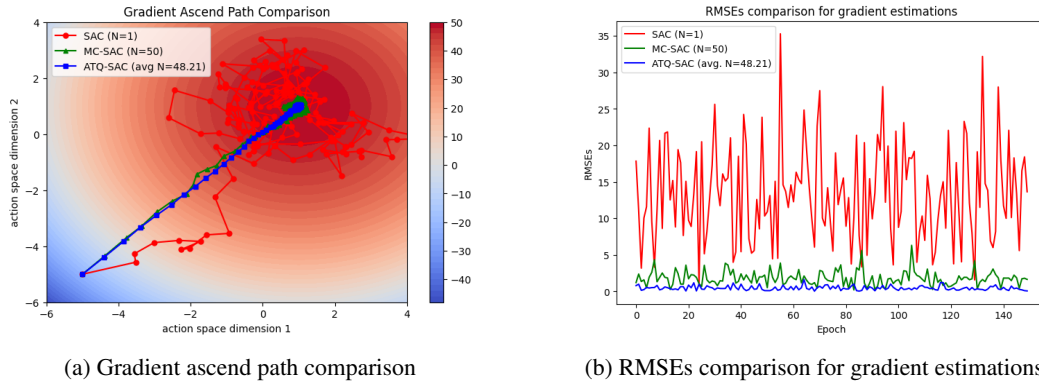 Gradient Ascend Path Comparison
SAC (N=1)
MC-SAC (N=50)
ATQ-SAC (avg N=48.21)
action space dimension 2
4
2
0
−2
−4
−6
−6
−4
−2
0
2
4
action space dimension 1
50
40
30
20
10
0
−10
−20
−30
−40
(a) Gradient ascend path comparison
RMSEs comparison for gradient estimations
SAC (N=1)
MC-SAC (N=50)
ATQ-SAC (avg. N=48.21)
RMSEs
35
30
25
20
15
10
5
0
0
20
40
60
80
100
120
140
Epoch
(b) RMSEs comparison for gradient estimations